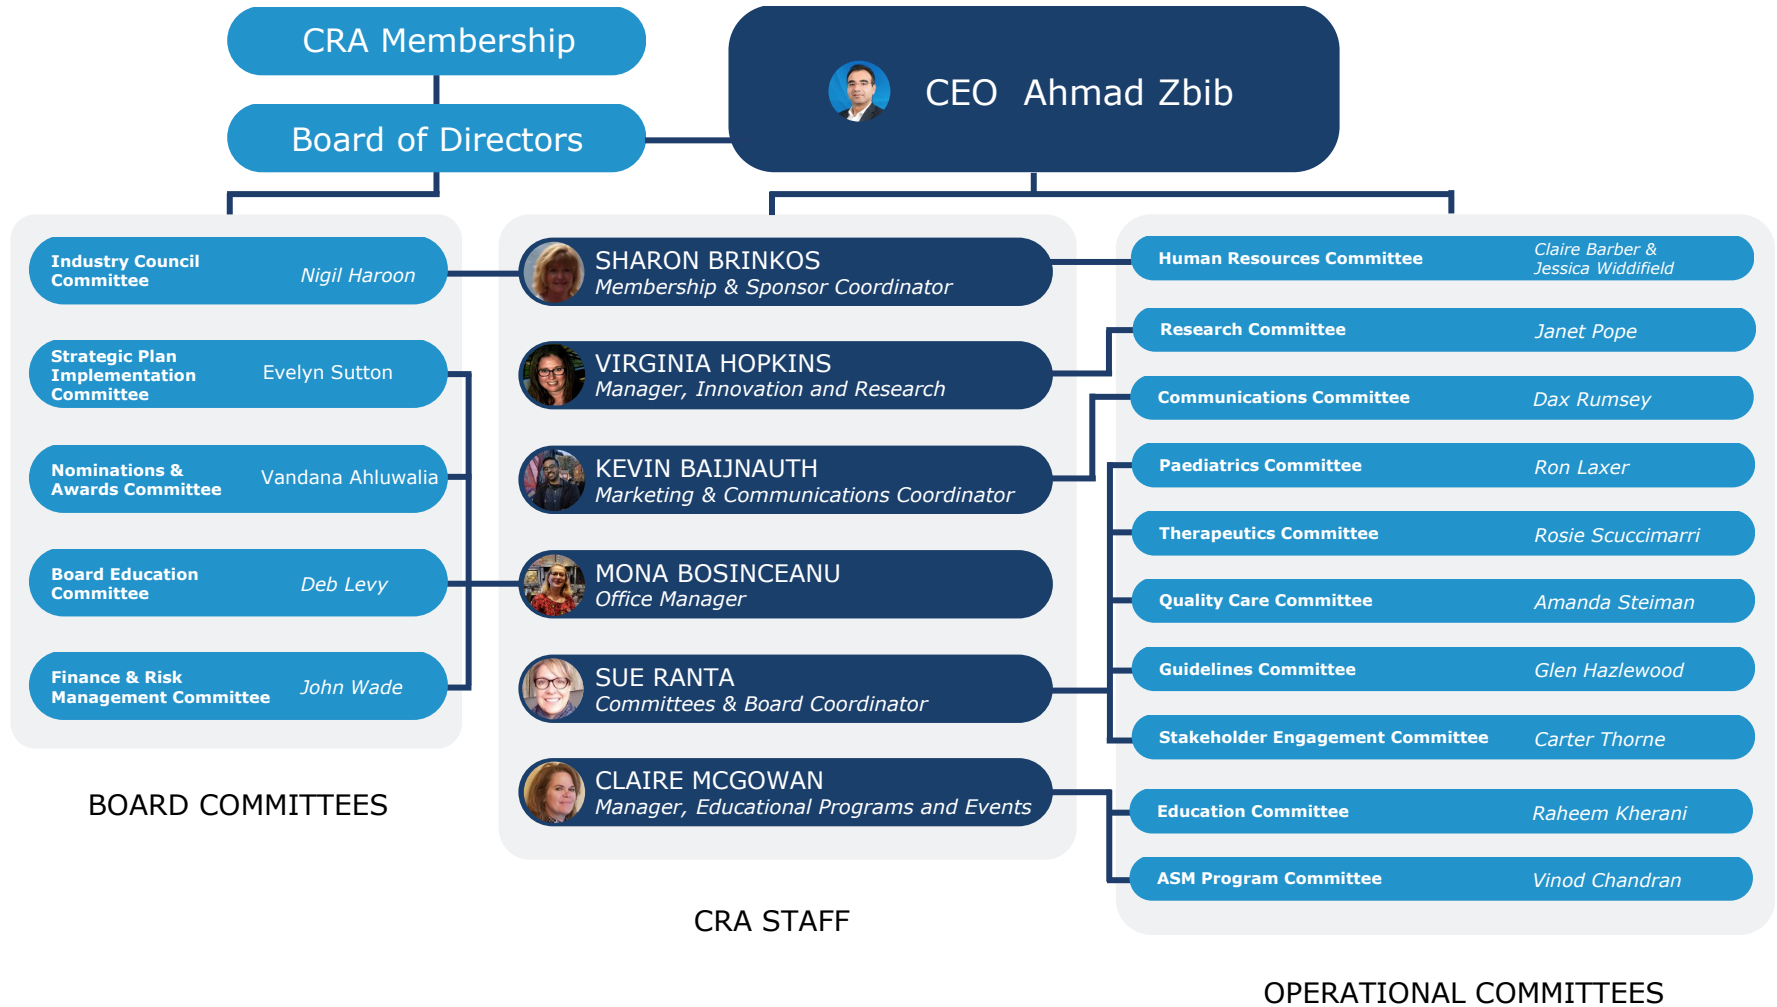 CRA Membership
Board of Directors
CEO Ahmad Zbib
Industry Council
Committee
Nigil Haroon
Strategic Plan
Implementation
Committee
Evelyn Sutton
Nominations &
Awards Committee
Vandana Ahluwalia
Board Education
Committee
Deb Levy
Finance & Risk
Management Committee
John Wade
BOARD COMMITTEES
SHARON BRINKOS
Membership & Sponsor Coordinator
VIRGINIA HOPKINS
Manager, Innovation and Research
KEVIN BAIJNAUTH
Marketing & Communications Coordinator
MONA BOSINCEANU
Office Manager
SUE RANTA
Committees & Board Coordinator
CLAIRE MCGOWAN
Manager, Educational Programs and Events
CRA STAFF
Human Resources Committee
Claire Barber &
Jessica Widdifield
Research Committee
Janet Pope
Communications Committee
Dax Rumsey
Paediatrics Committee
Ron Laxer
Therapeutics Committee
Rosie Scuccimarri
Quality Care Committee
Amanda Steiman
Guidelines Committee
Glen Hazlewood
Stakeholder Engagement Committee
Carter Thorne
Education Committee
Raheem Kherani
ASM Program Committee
Vinod Chandran
OPERATIONAL COMMITTEES